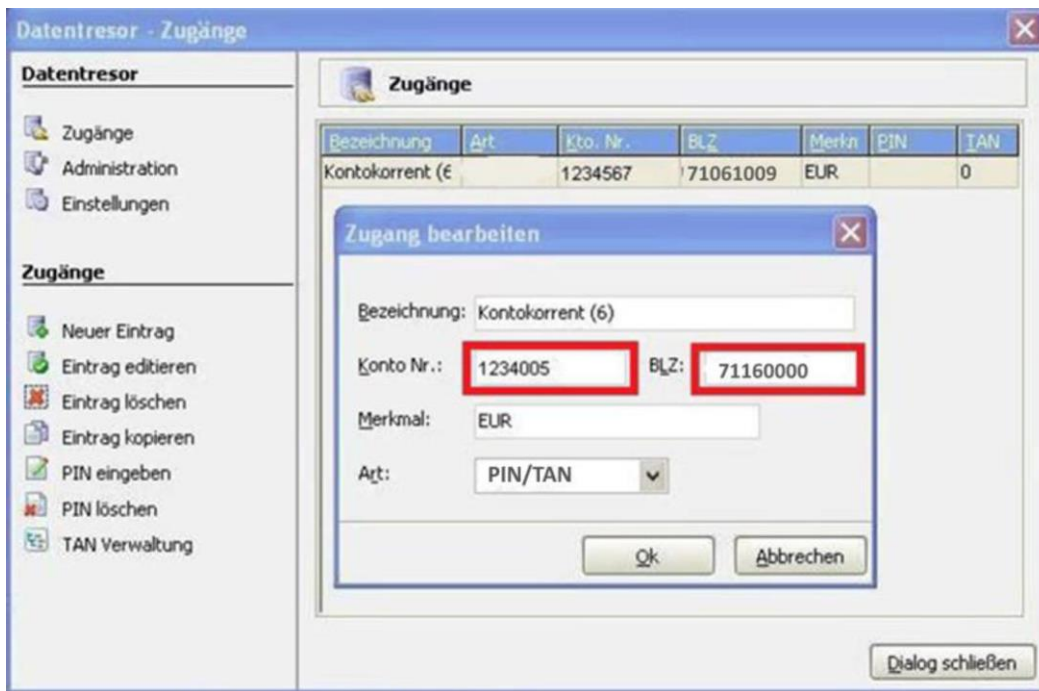 Datentresor - Zugänge
Datentresor
Zugänge
Administration
Einstellungen
Zugänge
Neuer Eintrag
Eintrag editieren
Eintrag löschen
Eintrag kopieren
PIN eingeben
PIN löschen
TAN Verwaltung
Zugänge
Bezeichnung Art Kto. Nr. BLZ Merkn PIN TAN
Kontokorrent (6 1234567 71061009 EUR 0
Zugang bearbeiten
Bezeichnung: Kontokorrent (6)
Konto Nr.: 1234005 BLZ: 71160000
Merkmal: EUR
Art: PIN/TAN
Ok Abbrechen
Dialog schließen